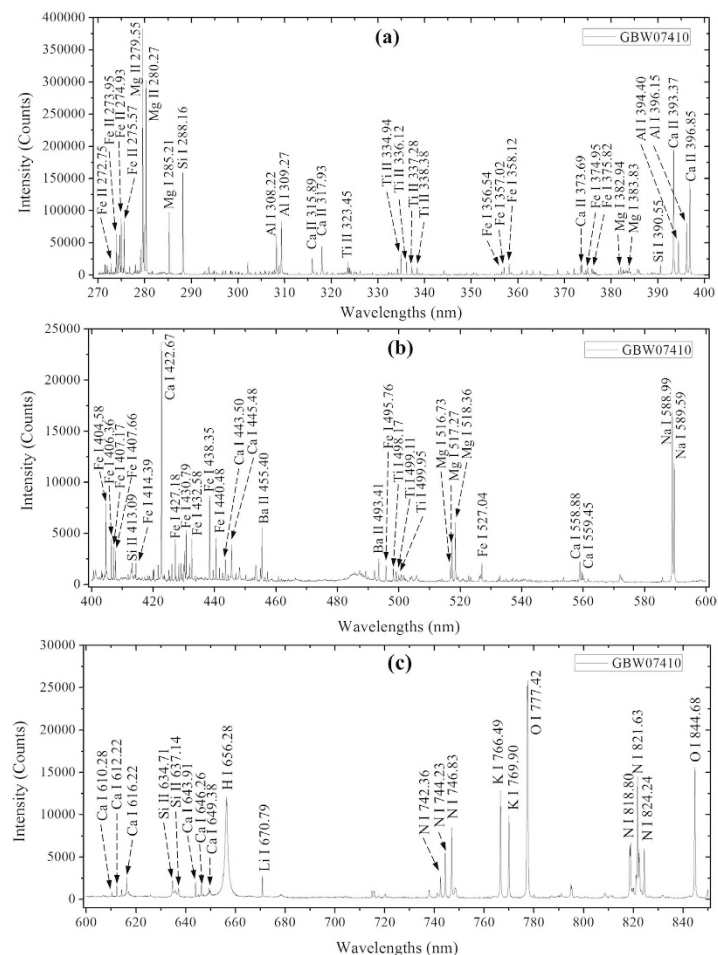 (a)
GBW07410
Fe II 272.75
Fe II 273.95
Fe II 274.93
Fe II 275.57
Mg II 279.55
Mg II 280.27
Mg I 285.21
Si I 288.16
Al I 308.22
Al I 309.27
Ca II 315.89
Ca II 317.93
Ti II 323.45
Ti II 334.94
Ti II 336.12
Ti II 337.28
Ti II 338.38
Fe I 356.54
Fe I 357.02
Fe I 358.12
Ca II 373.69
Fe I 374.95
Fe I 375.82
Mg I 382.94
Mg I 383.83
Si I 390.55
Al I 394.40
Al I 396.15
Ca II 393.37
Ca II 396.85
Intensity (Counts)
400000
350000
300000
250000
200000
150000
100000
50000
0
270 280 290 300 310 320 330 340 350 360 370 380 390 400
Wavelengths (nm)
(b)
GBW07410
Fe I 404.58
Fe I 406.36
Fe I 407.17
Fe I 407.66
Si II 413.09
Fe I 414.39
Ca I 422.67
Fe I 427.18
Fe I 430.79
Fe I 432.58
Fe I 438.35
Fe I 440.48
Ca I 443.50
Ca I 445.48
Ba II 455.40
Ba II 493.41
Fe I 495.76
Ti I 498.17
Ti I 499.11
Ti I 499.95
Mg I 516.73
Mg I 517.27
Mg I 518.36
Fe I 527.04
Ca I 558.88
Ca I 559.45
Na I 588.99
Na I 589.59
Intensity (Counts)
25000
20000
15000
10000
5000
0
400 420 440 460 480 500 520 540 560 580 600
Wavelengths (nm)
(c)
GBW07410
Ca I 610.28
Ca I 612.22
Ca I 616.22
Si II 634.71
Si II 637.14
Ca I 643.91
Ca I 646.26
Ca I 649.38
H I 656.28
Li I 670.79
N I 742.36
N I 744.23
N I 746.83
K I 766.49
K I 769.90
O I 777.42
N I 818.80
N I 821.63
N I 824.24
O I 844.68
Intensity (Counts)
30000
25000
20000
15000
10000
5000
0
600 620 640 660 680 700 720 740 760 780 800 820 840
Wavelengths (nm)